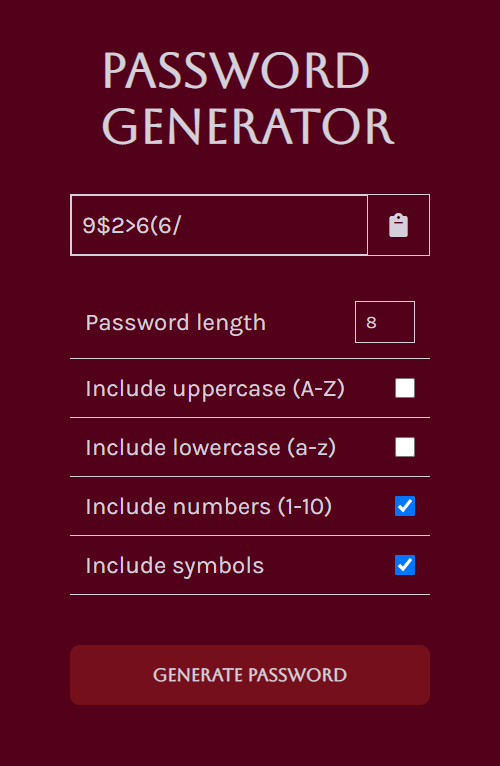 PASSWORD
GENERATOR
9$2>6(6/
Password length 8
Include uppercase (A-Z)
Include lowercase (a-z)
Include numbers (1-10)
Include symbols
GENERATE PASSWORD